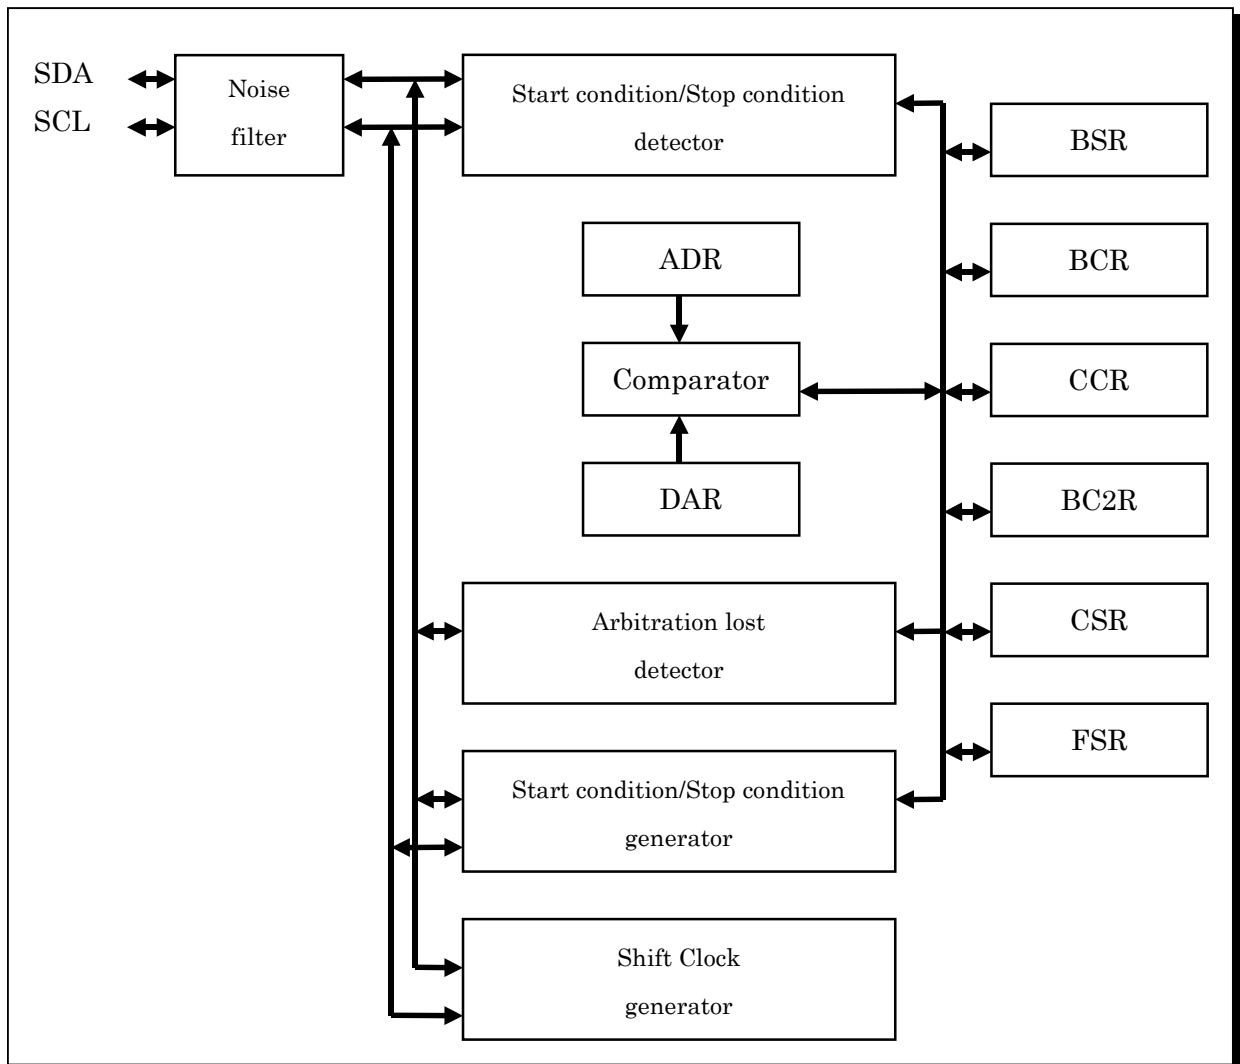 SDA
SCL
Noise
filter
Start condition/Stop condition
detector
BSR
ADR
BCR
Comparator
CCR
DAR
BC2R
Arbitration lost
detector
CSR
Start condition/Stop condition
generator
FSR
Shift Clock
generator